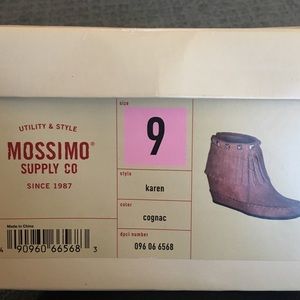 UTILITY & STYLE
MOSSIMO®
SUPPLY CO
SINCE 1987
Made in China
4 90960 66568 3
size
9
style
karen
color
cognac
dpci number
096 06 6568